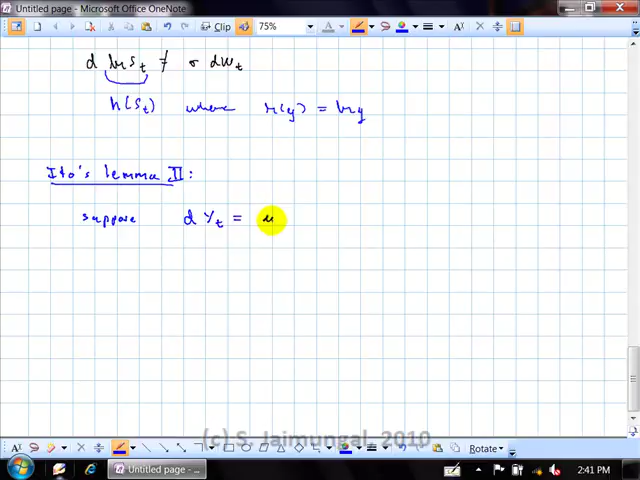 Untitled page - Microsoft Office OneNote
Clip 75%
d ln S_t ≠ σ dW_t
h(S_t) where h(y) = ln y
Ito's lemma II:
suppose d Y_t = μ
(c) S. Jaimungal, 2010
Rotate
Untitled page - ...
2:41 PM